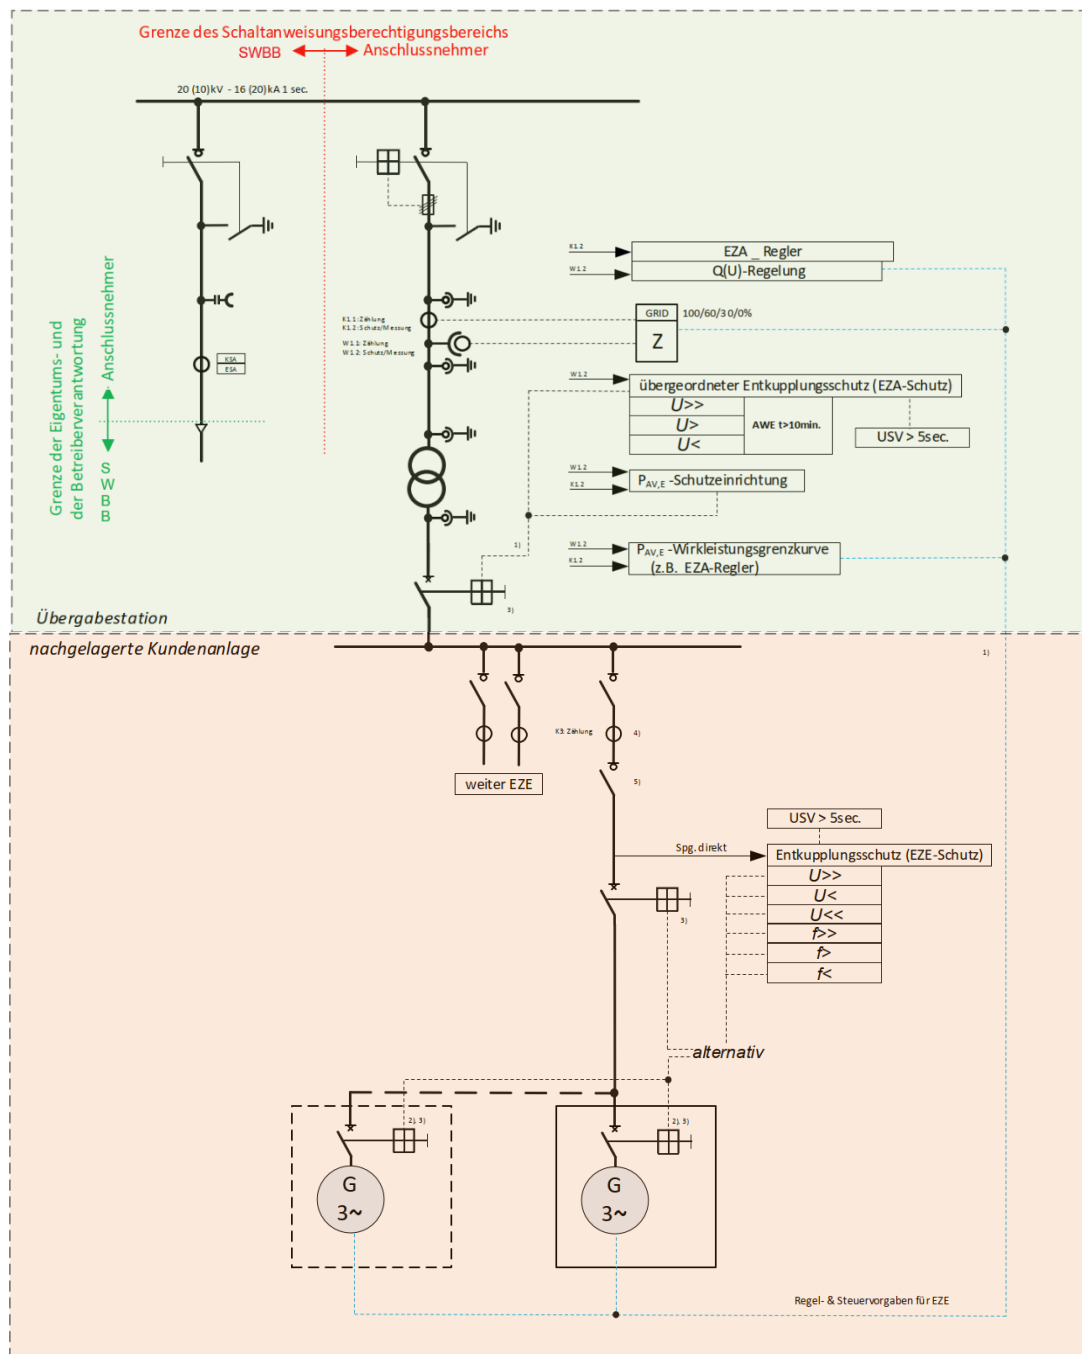 Grenze des Schaltanweisungsberechtigungsbereichs
SWBB
Anschlussnehmer
20 (10)kV - 16 (20)kA 1 sec.
K1.2
EZA _ Regler
W1.2
Q(U)-Regelung
Grenze der Eigentums- und
der Betreiberverantwortung
Anschlussnehmer
S
W
B
B
KSA
ESA
K1.1: Zählung
K1.2: Schutz/Messung
W1.1: Zählung
W1.2: Schutz/Messung
GRID
100/60/30/0%
Z
W1.2
übergeordneter Entkupplungsschutz (EZA-Schutz)
U>>
U>
U<
AWE t>10min.
USV > 5sec.
W1.2
K1.2
PAV,E -Schutzeinrichtung
1)
W1.2
K1.2
PAV,E -Wirkleistungsgrenzkurve
(z.B. EZA-Regler)
3)
Übergabestation
nachgelagerte Kundenanlage
1)
K3: Zählung
4)
weiter EZE
5)
USV > 5sec.
Spg. direkt
Entkupplungsschutz (EZE-Schutz)
U>>
U<
U<<
f>>
f>
f<
3)
alternativ
2), 3)
2), 3)
G
3~
G
3~
Regel- & Steuervorgaben für EZE